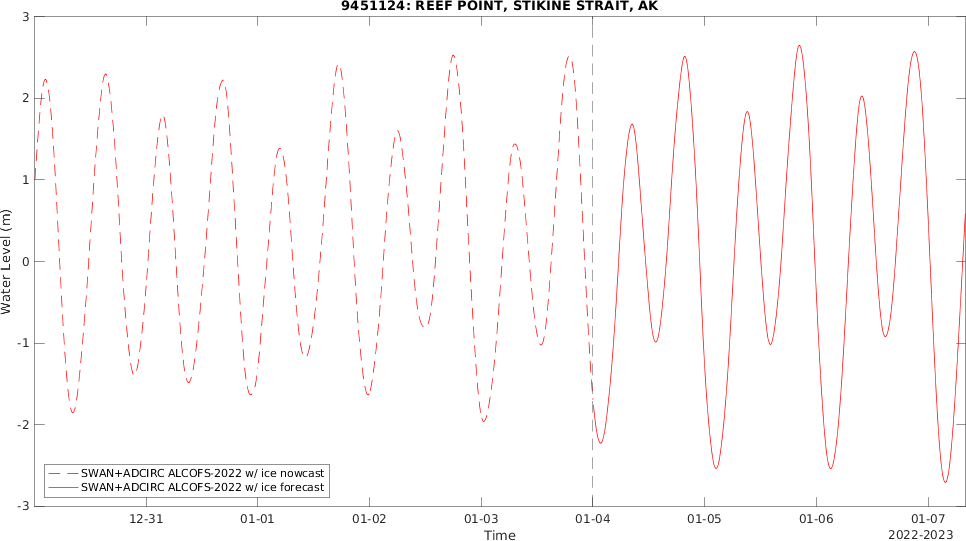 9451124: REEF POINT, STIKINE STRAIT, AK
3
2
1
0
-1
-2
-3
Water Level (m)
SWAN+ADCIRC ALCOFS-2022 w/ ice nowcast
SWAN+ADCIRC ALCOFS-2022 w/ ice forecast
12-31 01-01 01-02 01-03 01-04 01-05 01-06 01-07
Time
2022-2023